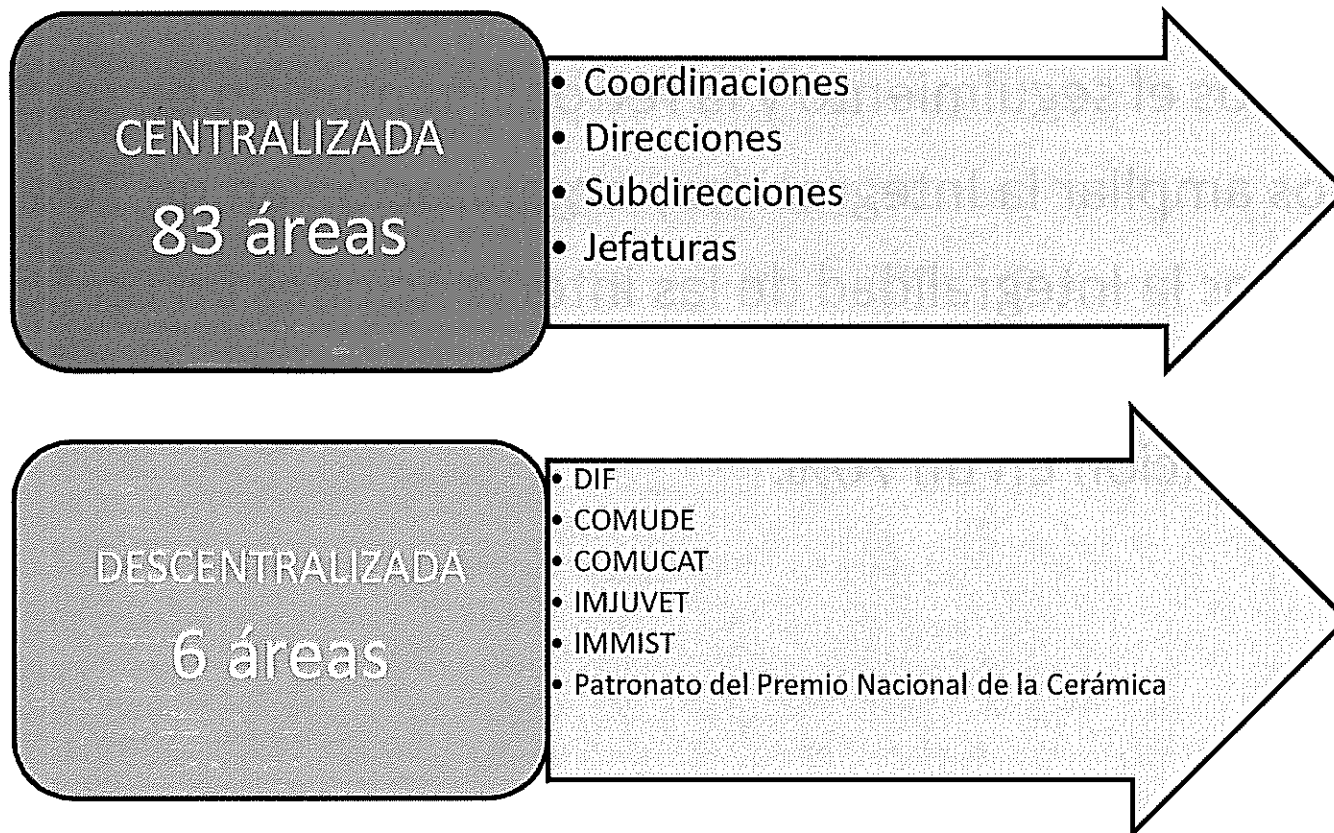 CENTRALIZADA
83 áreas
• Coordinaciones
• Direcciones
• Subdirecciones
• Jefaturas
DESCENTRALIZADA
6 áreas
• DIF
• COMUDE
• COMUCAT
• IMJUVET
• IMMIST
• Patronato del Premio Nacional de la Cerámica